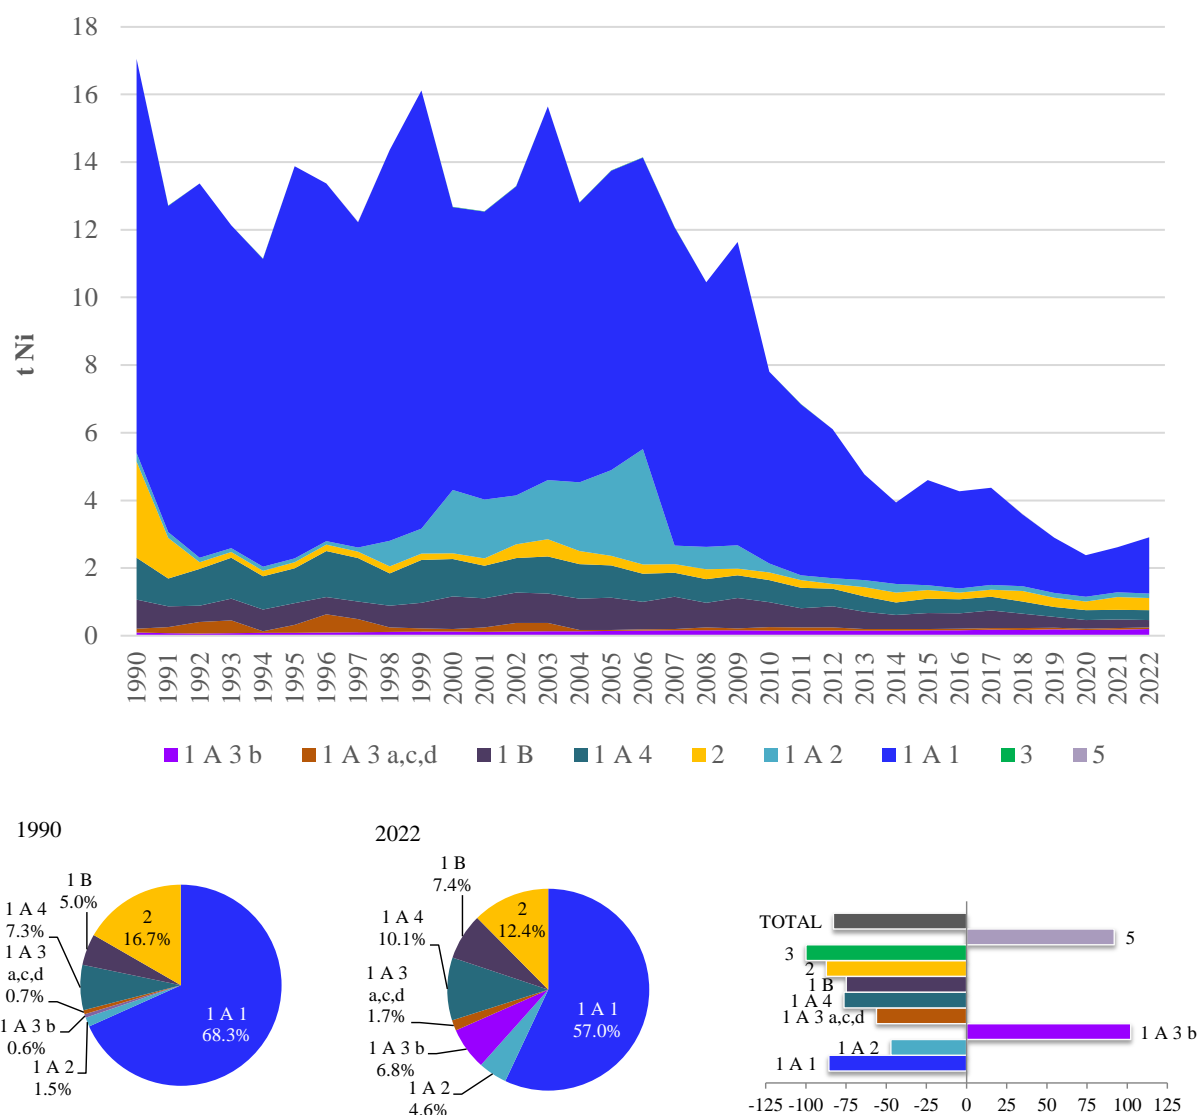 18
16
14
12
10
8
6
4
2
0
t Ni
1990 1991 1992 1993 1994 1995 1996 1997 1998 1999 2000 2001 2002 2003 2004 2005 2006 2007 2008 2009 2010 2011 2012 2013 2014 2015 2016 2017 2018 2019 2020 2021 2022
1 A 3 b 1 A 3 a,c,d 1 B 1 A 4 2 1 A 2 1 A 1 3 5
1990
1 B
5.0%
1 A 4
7.3%
1 A 3
a,c,d
0.7%
1 A 3 b
0.6%
1 A 2
1.5%
2
16.7%
1 A 1
68.3%
2022
1 B
7.4%
1 A 4
10.1%
1 A 3
a,c,d
1.7%
1 A 3 b
6.8%
1 A 2
4.6%
2
12.4%
1 A 1
57.0%
TOTAL
5
3
2
1 B
1 A 4
1 A 3 a,c,d
1 A 3 b
1 A 2
1 A 1
-125 -100 -75 -50 -25 0 25 50 75 100 125